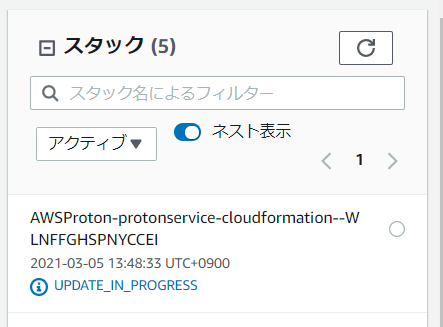 スタック (5)
スタック名によるフィルター
アクティブ▼
ネスト表示
1
AWSProton-protonservice-cloudformation--W
LNFFGHSPNYCCEI
2021-03-05 13:48:33 UTC+0900
UPDATE_IN_PROGRESS